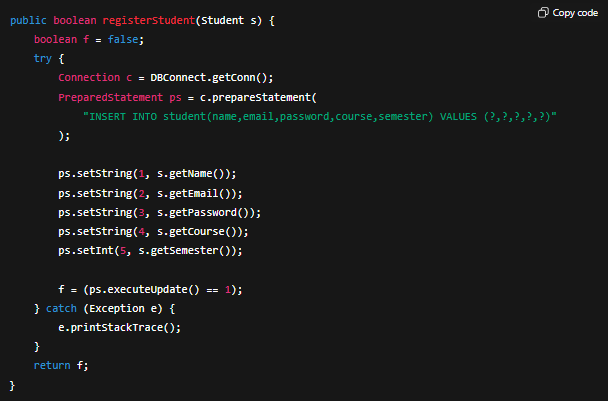 Copy code
public boolean registerStudent(Student s) {
    boolean f = false;
    try {
        Connection c = DBConnect.getConn();
        PreparedStatement ps = c.prepareStatement(
            "INSERT INTO student(name,email,password,course,semester) VALUES (?,?,?,?,?)"
        );

        ps.setString(1, s.getName());
        ps.setString(2, s.getEmail());
        ps.setString(3, s.getPassword());
        ps.setString(4, s.getCourse());
        ps.setInt(5, s.getSemester());

        f = (ps.executeUpdate() == 1);
    } catch (Exception e) {
        e.printStackTrace();
    }
    return f;
}